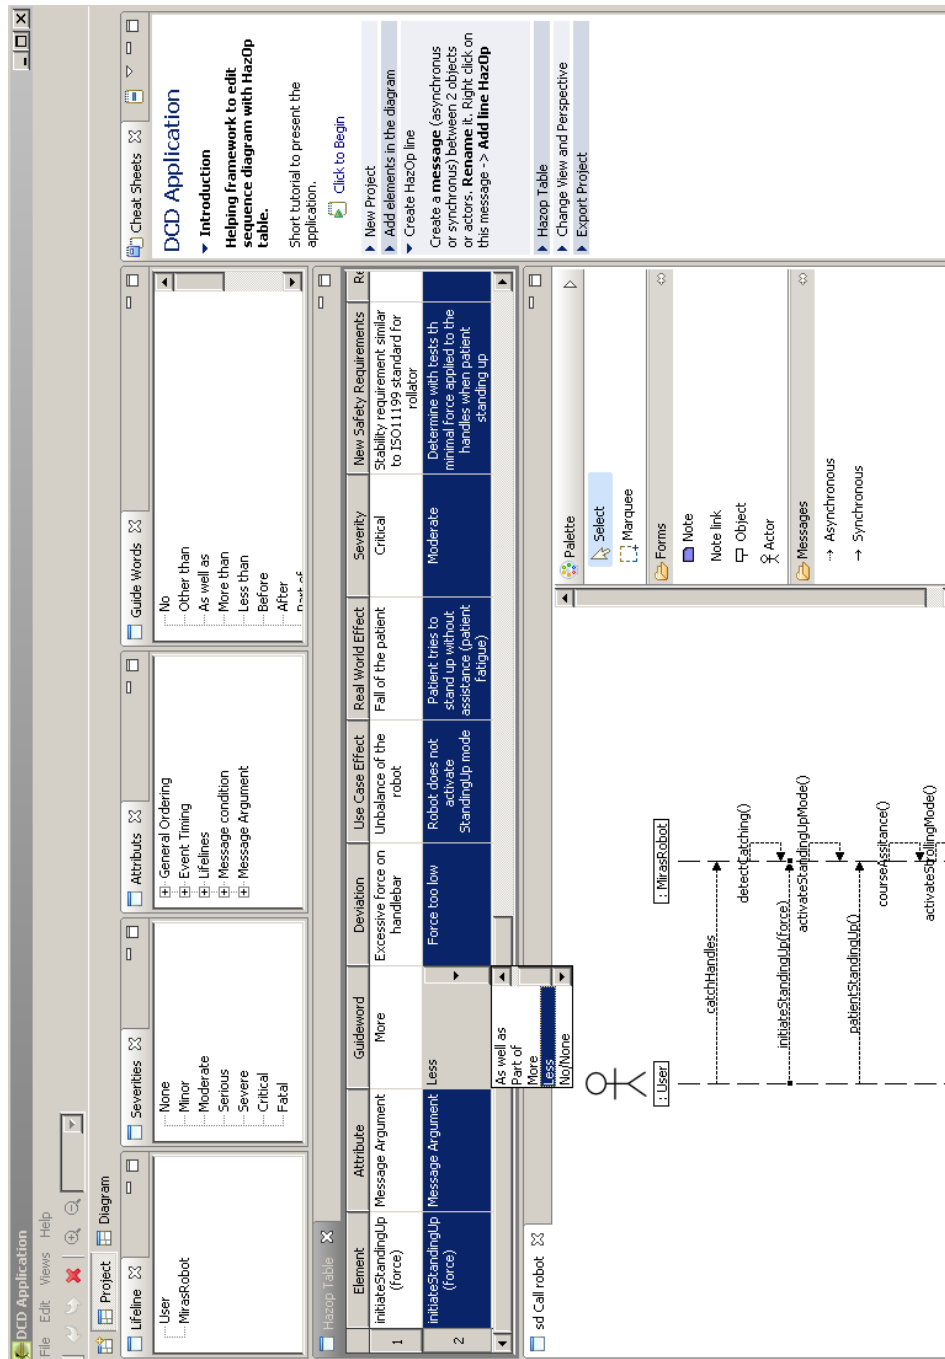 DCD Application
File Edit Views Help
Project
Diagram
Lifeline
User
MirasRobot
Severities
None
Minor
Moderate
Serious
Severe
Critical
Fatal
Attributs
General Ordering
Event Timing
Lifelines
Message condition
Message Argument
Guide Words
No
Other than
As well as
More than
Less than
Before
After
Part of
Cheat Sheets
DCD Application
Introduction
Helping framework to edit
sequence diagram with HazOp
table.
Short tutorial to present the
application.
Click to Begin
New Project
Add elements in the diagram
Create HazOp line
Create a message (asynchronus
or synchronus) between 2 objects
or actors. Rename it. Right click on
this message -> Add line HazOp
Hazop Table
Change View and Perspective
Export Project
Hazop Table
Element Attribute Guideword Deviation Use Case Effect Real World Effect Severity New Safety Requirements Re
1
initiateStandingUp
(force)
Message Argument
More
Excessive force on
handlebar
Unbalance of the
robot
Fall of the patient
Critical
Stability requirement similar
to ISO11199 standard for
rollator
2
initiateStandingUp
(force)
Message Argument
Less
Force too low
Robot does not
activate
StandingUp mode
Patient tries to
stand up without
assistance (patient
fatigue)
Moderate
Determine with tests th
minimal force applied to the
handles when patient
standing up
As well as
Part of
More
Less
No/None
sd Call robot
: User
: MirasRobot
catchHandles
detectCatching()
initiateStandingUp(force)
activateStandingUpMode()
patientStandingUp()
courseAssitance()
activateStrollingMode()
Palette
Select
Marquee
Forms
Note
Note link
Object
Actor
Messages
Asynchronous
Synchronous